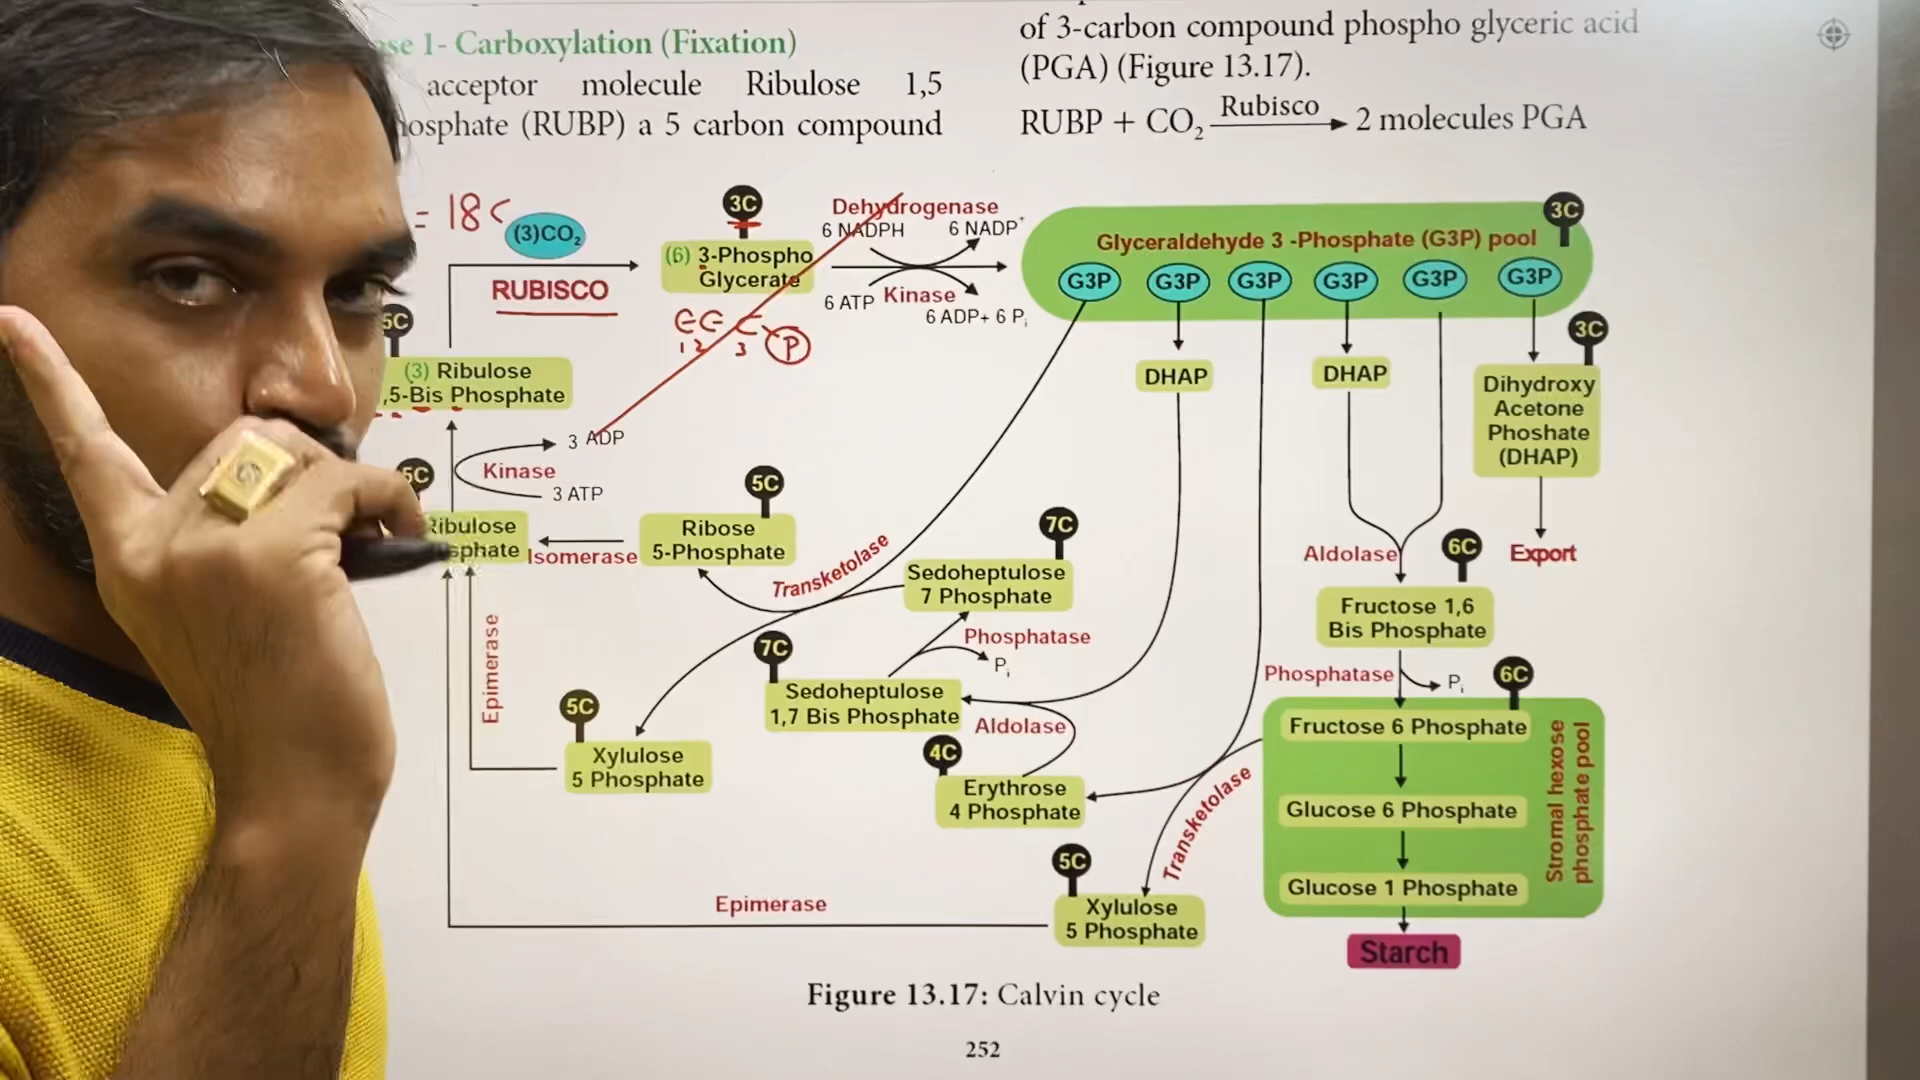 se 1- Carboxylation (Fixation)
acceptor molecule Ribulose 1,5
hosphate (RUBP) a 5 carbon compound
of 3-carbon compound phospho glyceric acid
(PGA) (Figure 13.17).
RUBP + CO₂ Rubisco 2 molecules PGA
= 18C
(3)CO₂
RUBISCO
3C
(6) 3-Phospho
Glycerate
C C C P
1 2 3
Dehydrogenase
6 NADPH 6 NADP⁺
6 ATP Kinase
6 ADP+ 6 Pᵢ
3C
Glyceraldehyde 3 -Phosphate (G3P) pool
G3P G3P G3P G3P G3P G3P
5C
(3) Ribulose
,5-Bis Phosphate
3 ADP
Kinase
3 ATP
5C
Ribulose
sphate
Isomerase
5C
Ribose
5-Phosphate
Transketolase
7C
Sedoheptulose
7 Phosphate
Phosphatase
Pᵢ
7C
Sedoheptulose
1,7 Bis Phosphate
Aldolase
4C
Erythrose
4 Phosphate
DHAP
DHAP
3C
Dihydroxy
Acetone
Phoshate
(DHAP)
Export
Aldolase
6C
Fructose 1,6
Bis Phosphate
Phosphatase
Pᵢ
6C
Fructose 6 Phosphate
Glucose 6 Phosphate
Glucose 1 Phosphate
Stromal hexose
phosphate pool
Starch
Transketolase
Epimerase
5C
Xylulose
5 Phosphate
5C
Xylulose
5 Phosphate
Epimerase
Figure 13.17: Calvin cycle
252